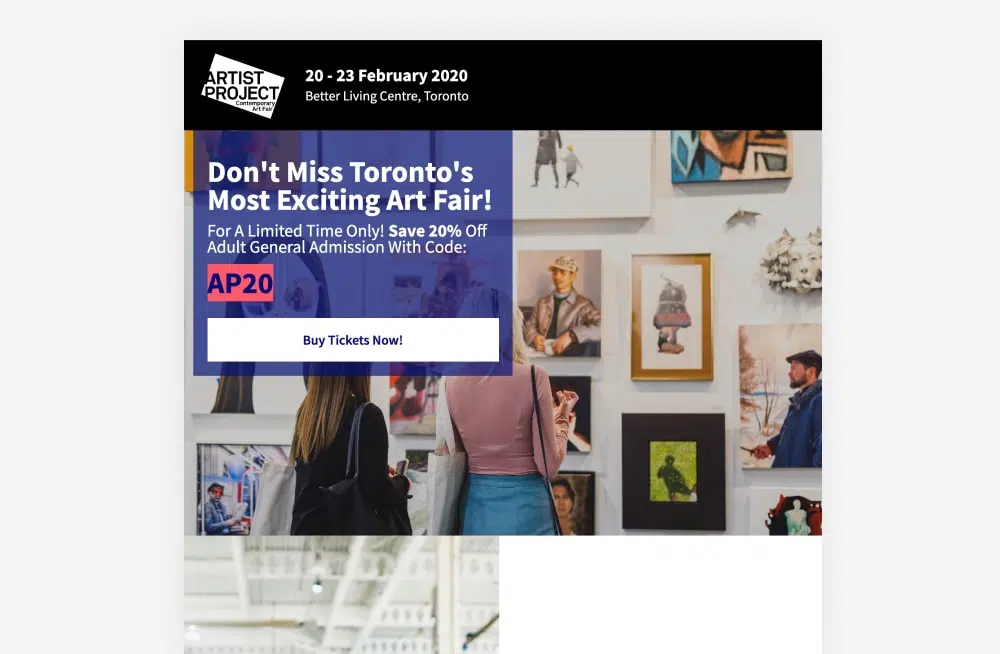 ARTIST
PROJECT
Contemporary
Art Fair
20 - 23 February 2020
Better Living Centre, Toronto
Don't Miss Toronto's
Most Exciting Art Fair!
For A Limited Time Only! Save 20% Off
Adult General Admission With Code:
AP20
Buy Tickets Now!